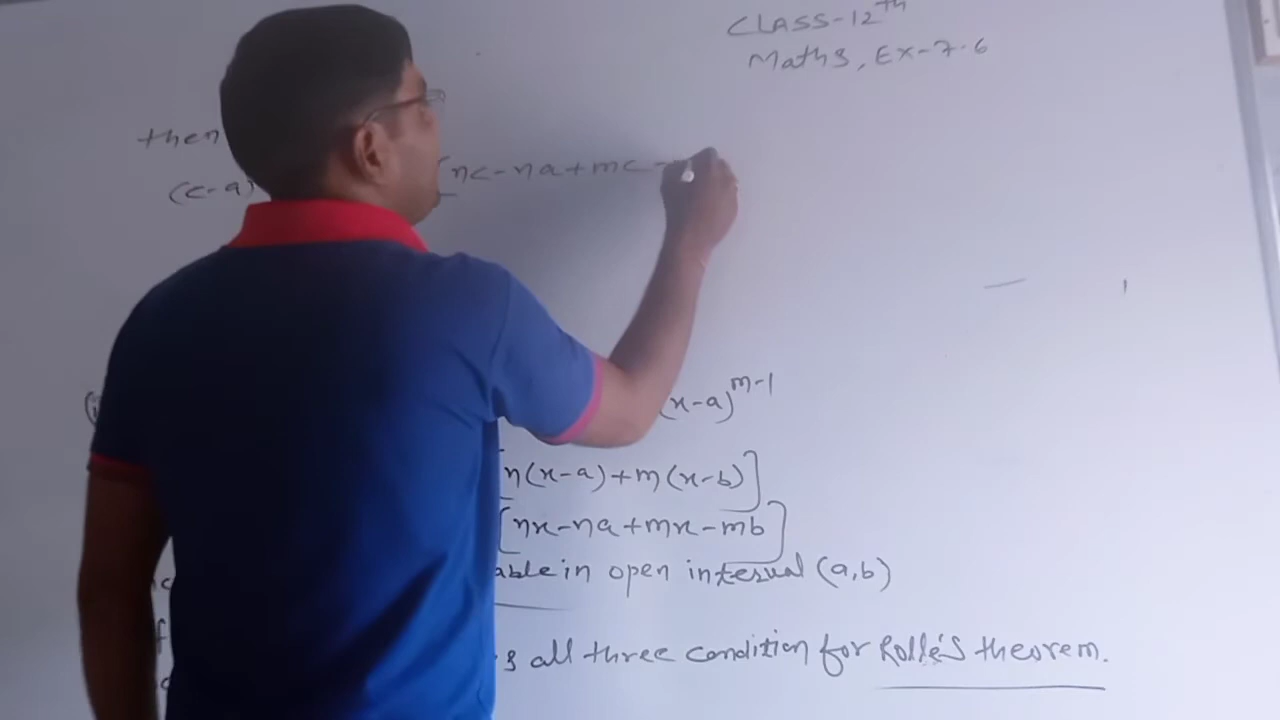 CLASS-12th
Maths, Ex-7.6
then
(c-a) [nc-na+mc-
(x-a)^m-1
[n(x-a)+m(x-b)]
[nx-na+mx-mb]
able in open interual (a,b)
s all three condition for Rolle's theorem.